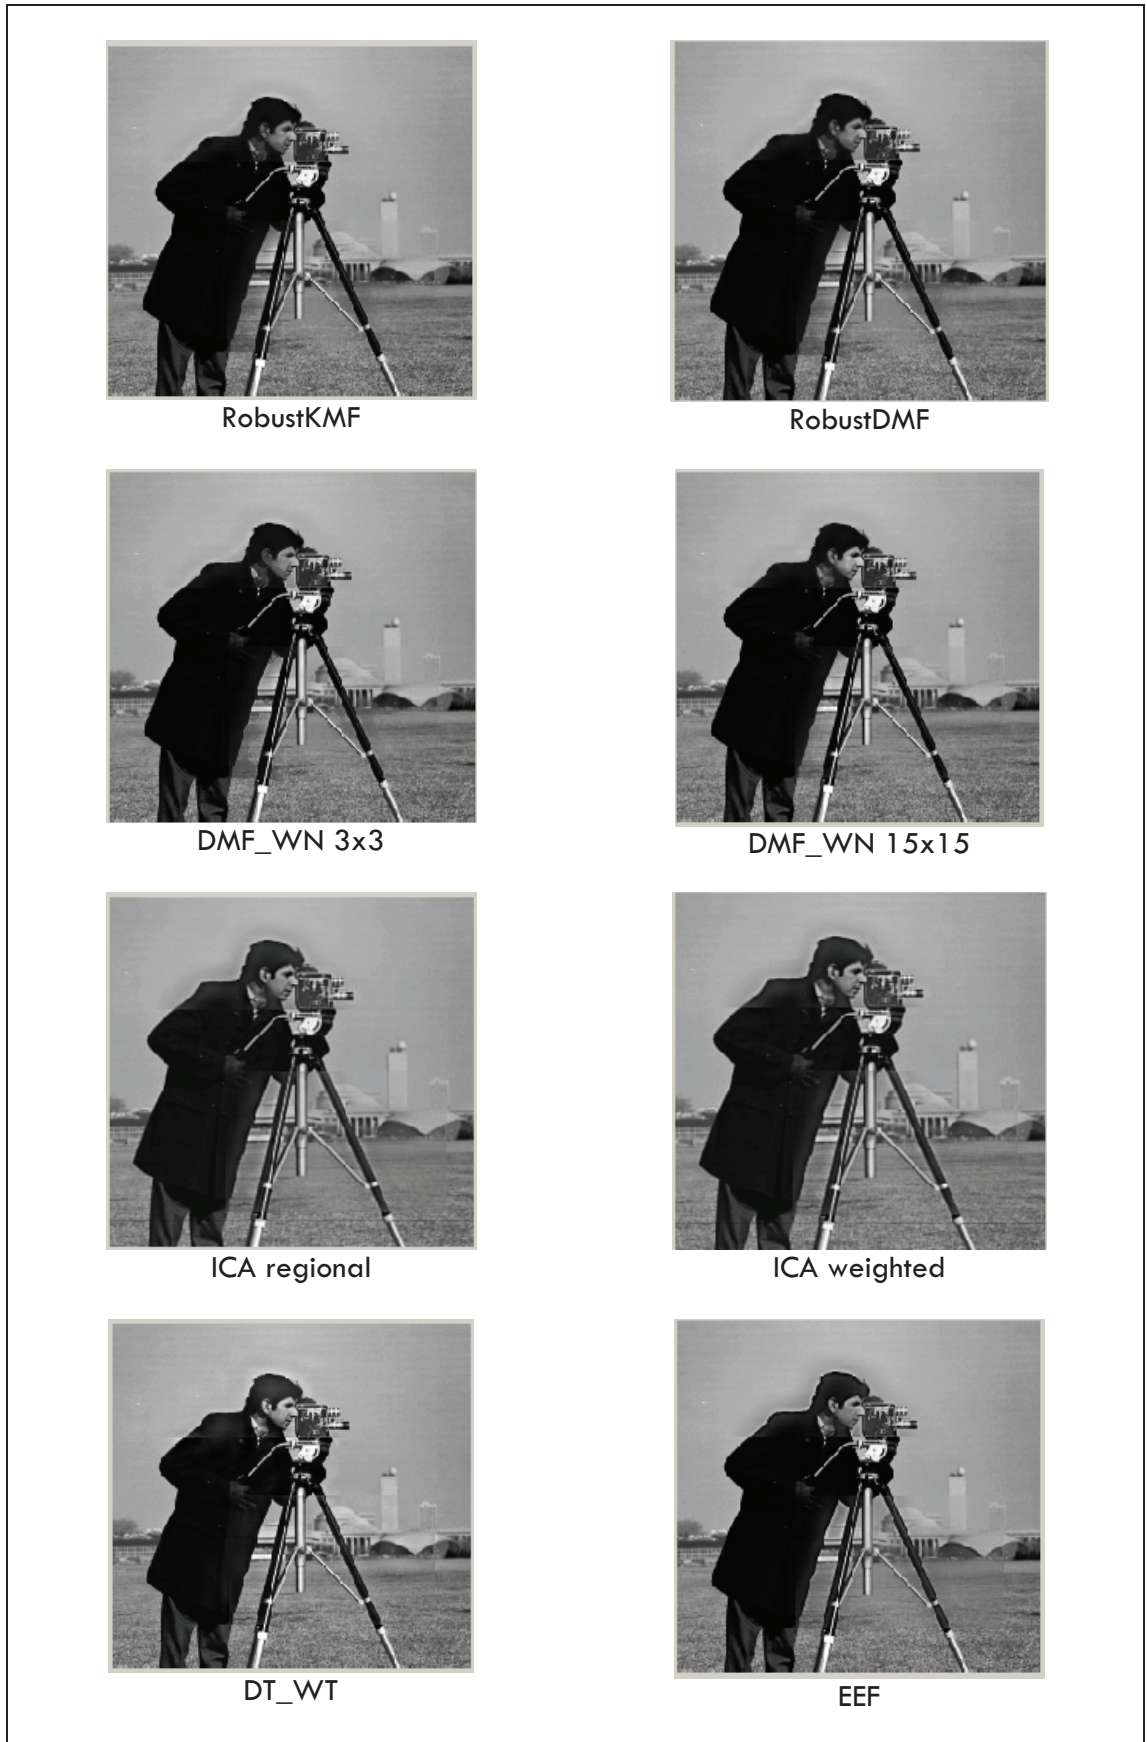 RobustKMF
RobustDMF
DMF_WN 3x3
DMF_WN 15x15
ICA regional
ICA weighted
DT_WT
EEF